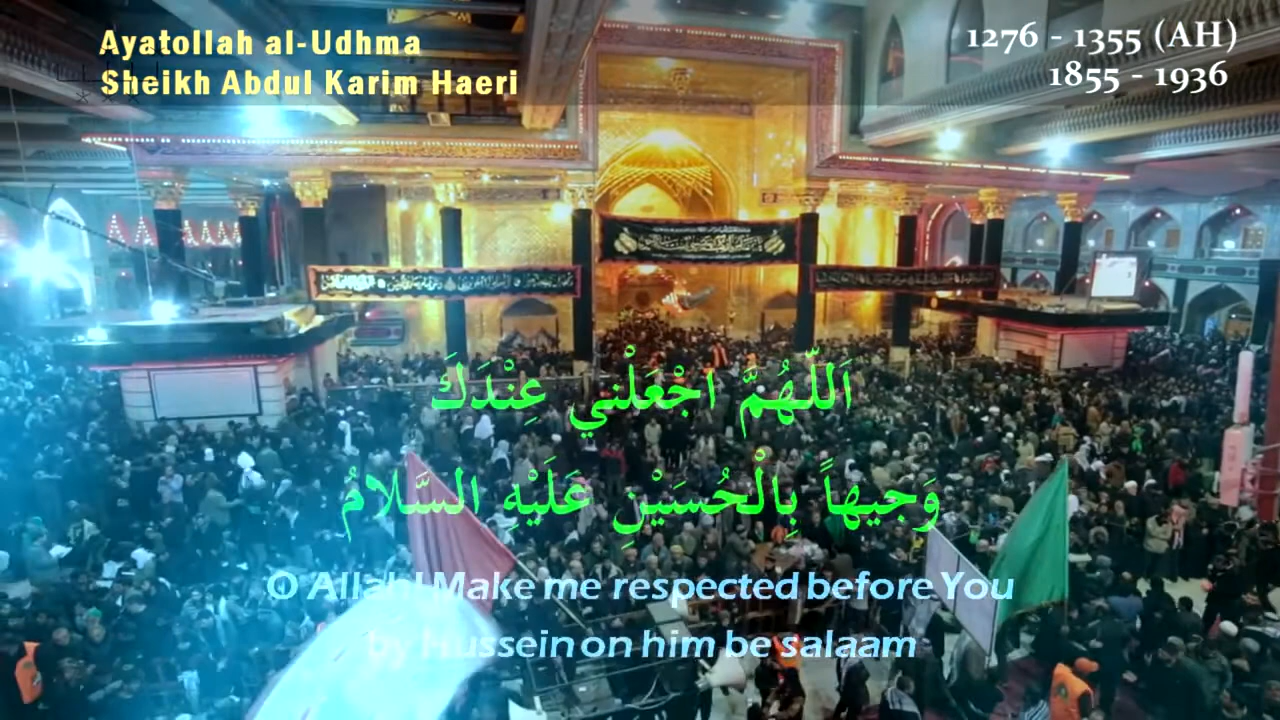 Ayatollah al-Udhma
Sheikh Abdul Karim Haeri
1276 - 1355 (AH)
1855 - 1936
اَللّهُمَّ اجْعَلْني عِنْدَكَ
وَجيهاً بِالْحُسَيْنِ عَلَيْهِ السَّلامُ
O Allah! Make me respected before You
by Hussein on him be salaam